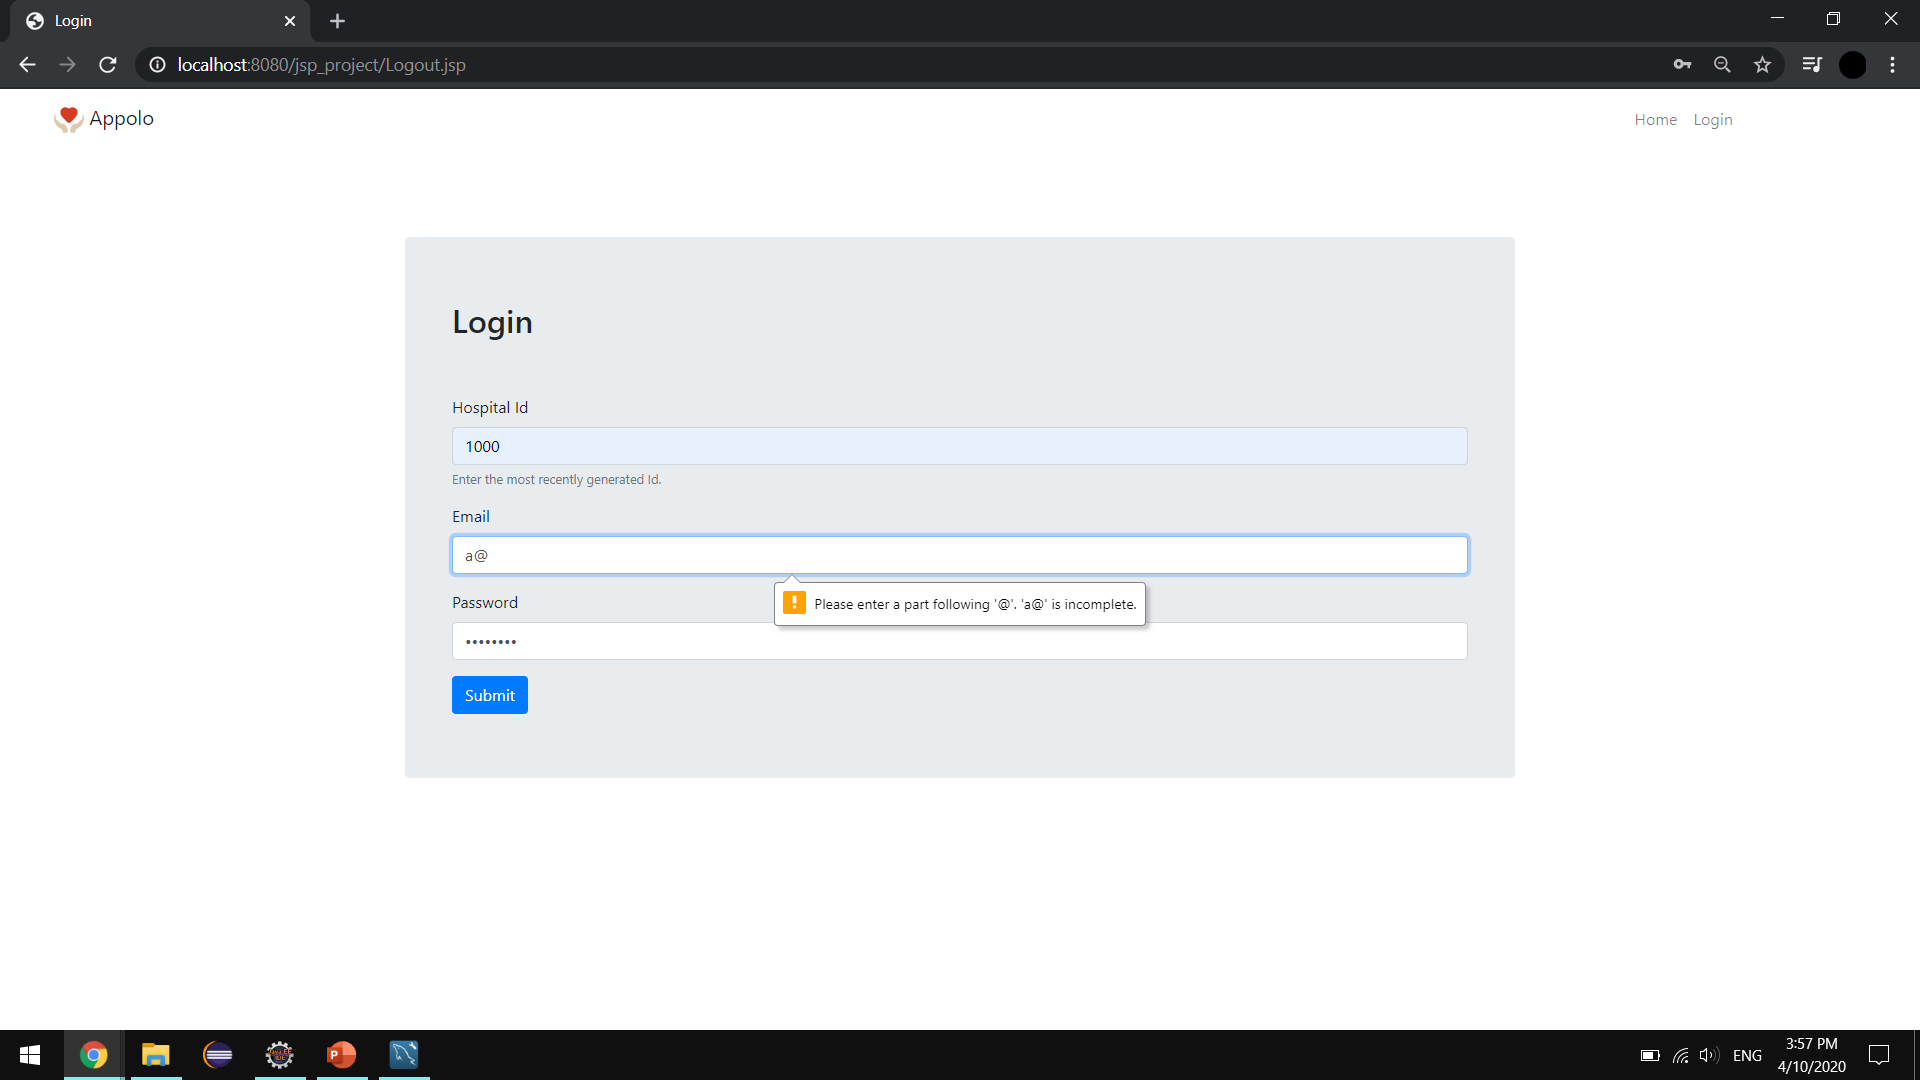 Login
localhost:8080/jsp_project/Logout.jsp
Appolo
Home Login
Login
Hospital Id
1000
Enter the most recently generated Id.
Email
a@
Please enter a part following '@'. 'a@' is incomplete.
Password
••••••••
Submit
ENG
3:57 PM
4/10/2020